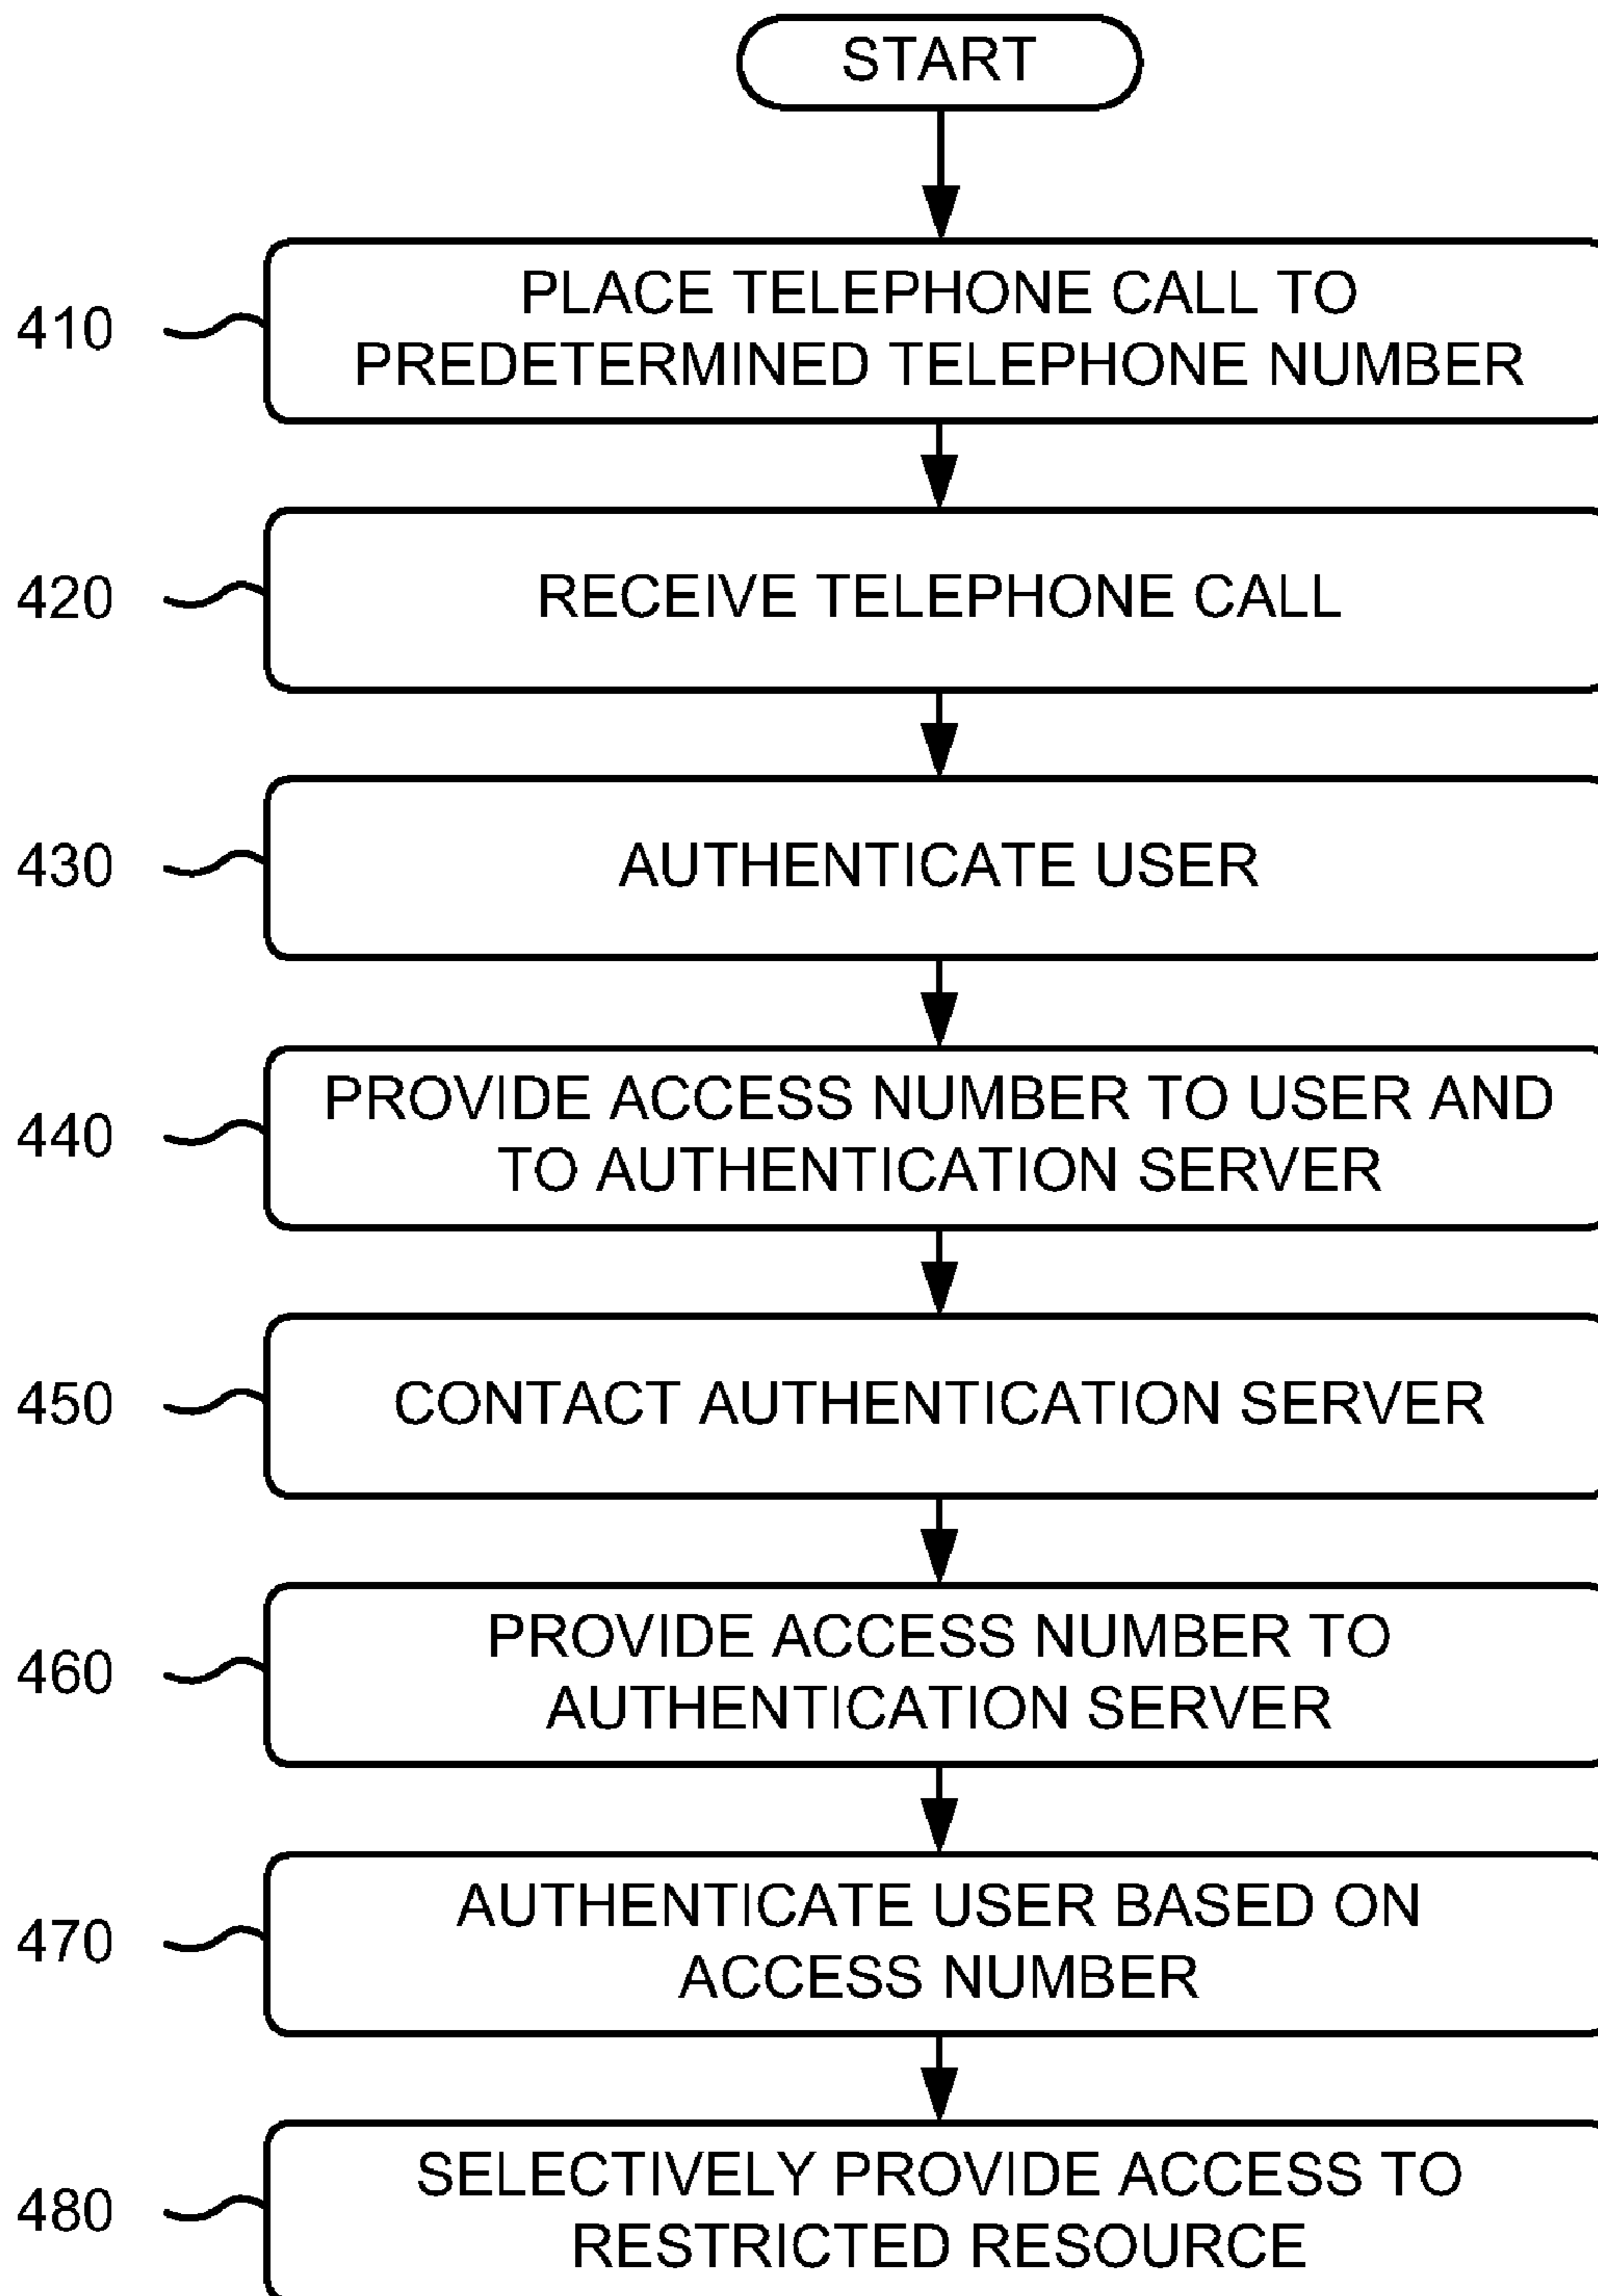 START
410
PLACE TELEPHONE CALL TO
PREDETERMINED TELEPHONE NUMBER
420
RECEIVE TELEPHONE CALL
430
AUTHENTICATE USER
440
PROVIDE ACCESS NUMBER TO USER AND
TO AUTHENTICATION SERVER
450
CONTACT AUTHENTICATION SERVER
460
PROVIDE ACCESS NUMBER TO
AUTHENTICATION SERVER
470
AUTHENTICATE USER BASED ON
ACCESS NUMBER
480
SELECTIVELY PROVIDE ACCESS TO
RESTRICTED RESOURCE